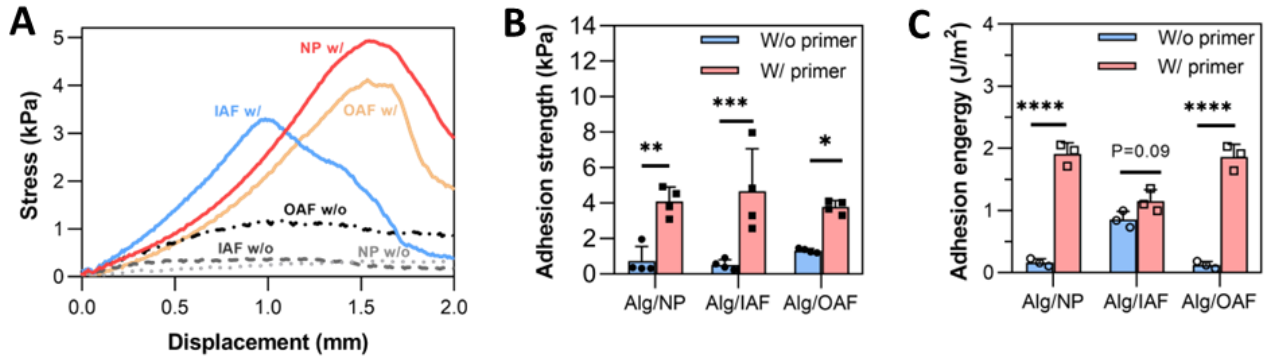 A
Stress (kPa)
5
4
3
2
1
0
NP w/
IAF w/
OAF w/
OAF w/o
IAF w/o
NP w/o
0.0 0.5 1.0 1.5 2.0
Displacement (mm)
B
Adhesion strength (kPa)
14
12
10
8
6
4
2
0
W/o primer
W/ primer
**
***
*
Alg/NP Alg/IAF Alg/OAF
C
Adhesion engergy (J/m²)
4
3
2
1
0
W/o primer
W/ primer
****
P=0.09
****
Alg/NP Alg/IAF Alg/OAF